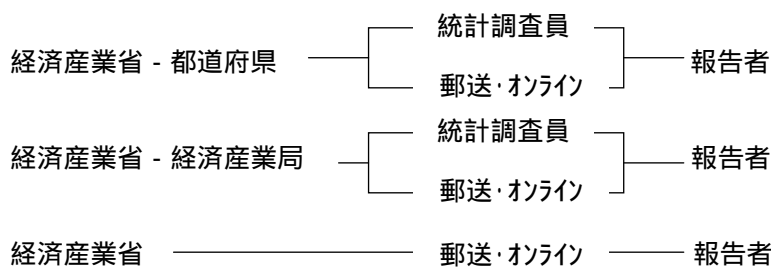 統計調査員
経済産業省 - 都道府県 報告者
郵送･ｵﾝﾗｲﾝ
統計調査員
経済産業省 - 経済産業局 報告者
郵送･ｵﾝﾗｲﾝ
経済産業省 郵送･ｵﾝﾗｲﾝ 報告者